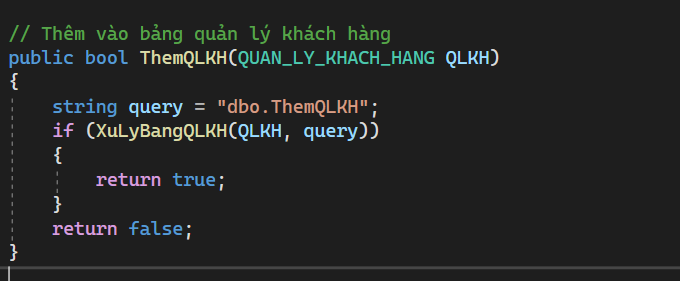 // Thêm vào bảng quản lý khách hàng
public bool ThemQLKH(QUAN_LY_KHACH_HANG QLKH)
{
    string query = "dbo.ThemQLKH";
    if (XuLyBangQLKH(QLKH, query))
    {
        return true;
    }
    return false;
}